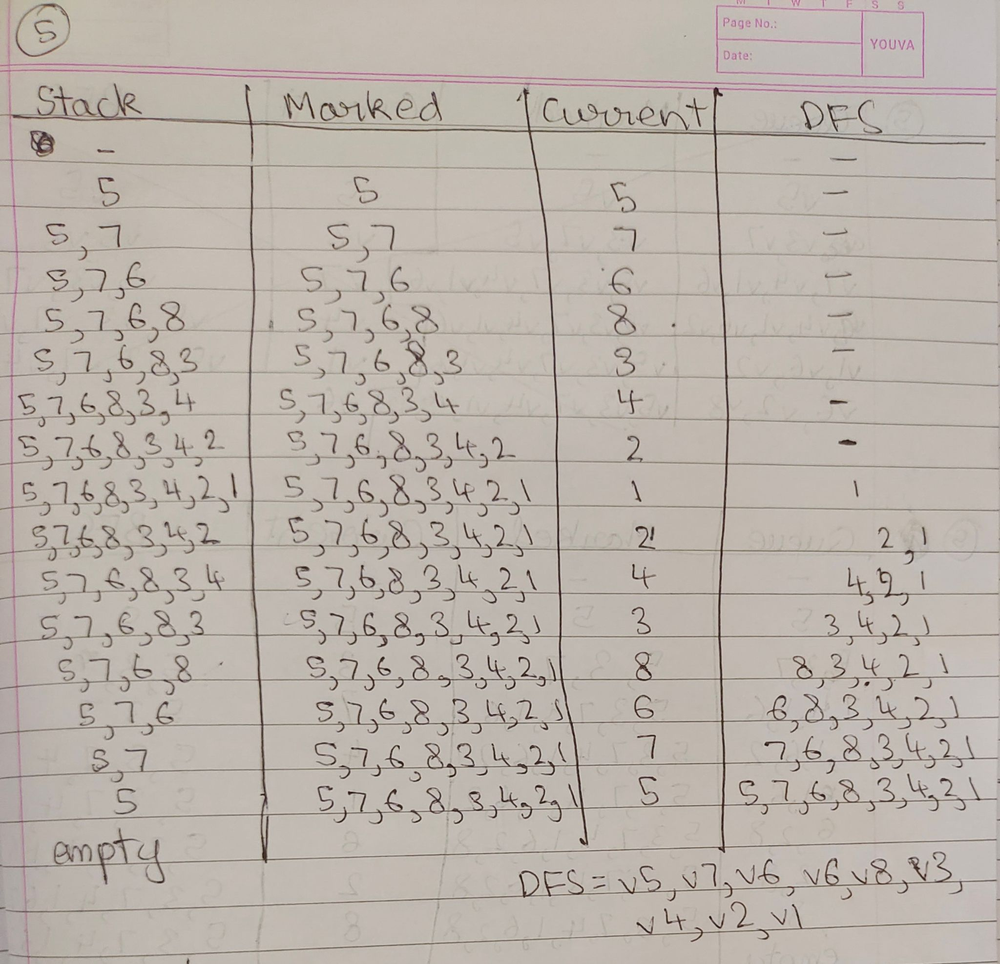 M T W T F S S
5
Page No.:
YOUVA
Date:
Stack | Marked | Current | DFS
- -
5 5 5 -
5,7 5,7 7 -
5,7,6 5,7,6 6 -
5,7,6,8 5,7,6,8 8 -
5,7,6,8,3 5,7,6,8,3 3 -
5,7,6,8,3,4 5,7,6,8,3,4 4 -
5,7,6,8,3,4,2 5,7,6,8,3,4,2 2 -
5,7,6,8,3,4,2,1 5,7,6,8,3,4,2,1 1 1
5,7,6,8,3,4,2 5,7,6,8,3,4,2,1 2 2,1
5,7,6,8,3,4 5,7,6,8,3,4,2,1 4 4,2,1
5,7,6,8,3 5,7,6,8,3,4,2,1 3 3,4,2,1
5,7,6,8 5,7,6,8,3,4,2,1 8 8,3,4,2,1
5,7,6 5,7,6,8,3,4,2,1 6 6,8,3,4,2,1
5,7 5,7,6,8,3,4,2,1 7 7,6,8,3,4,2,1
5 5,7,6,8,3,4,2,1 5 5,7,6,8,3,4,2,1
empty
DFS = v5, v7, v6, v6, v8, v3,
v4, v2, v1